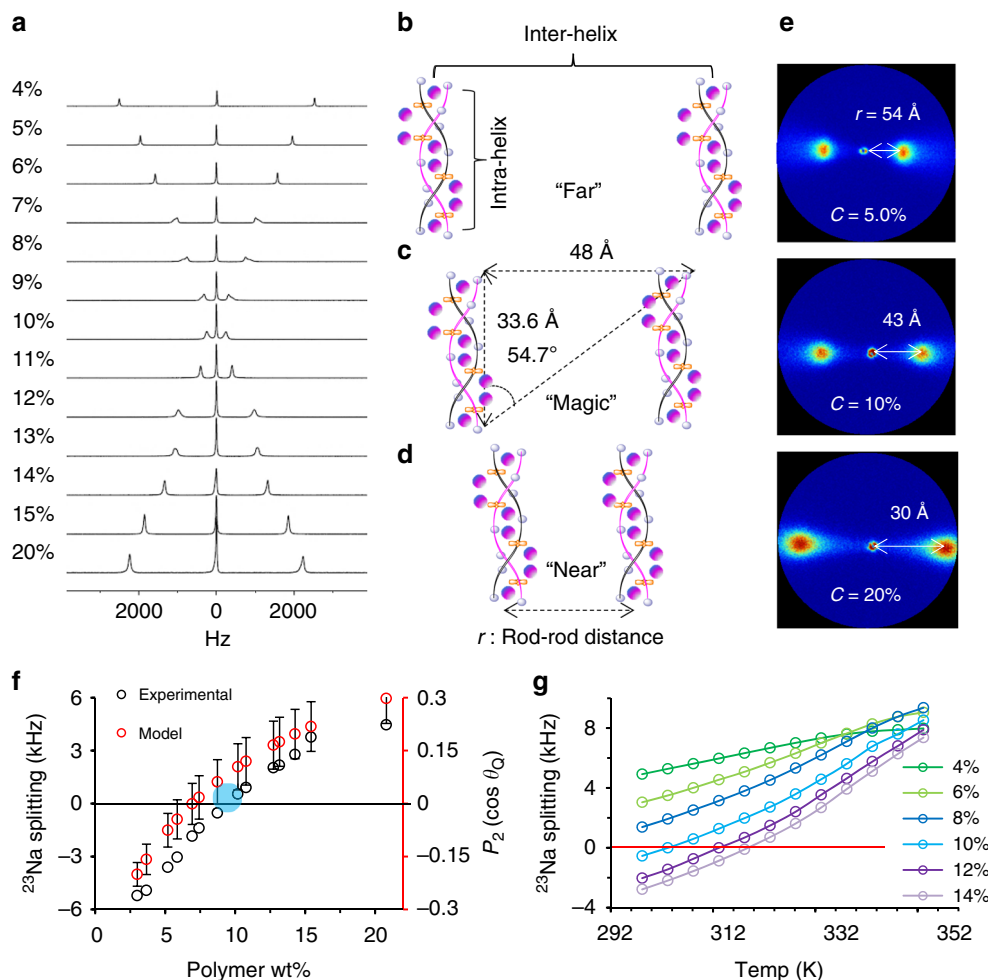 a
4%
5%
6%
7%
8%
9%
10%
11%
12%
13%
14%
15%
20%
2000 0 2000
Hz
b
Inter-helix
Intra-helix
“Far”
c
48 Å
33.6 Å
54.7°
“Magic”
d
“Near”
r : Rod-rod distance
e
r = 54 Å
C = 5.0%
43 Å
C = 10%
30 Å
C = 20%
f
Experimental
Model
6
3
0
–3
–6
0.3
0.15
0
–0.15
–0.3
²³Na splitting (kHz)
P₂ (cos θQ)
0 5 10 15 20
Polymer wt%
g
8
4
0
–4
²³Na splitting (kHz)
4%
6%
8%
10%
12%
14%
292 312 332 352
Temp (K)